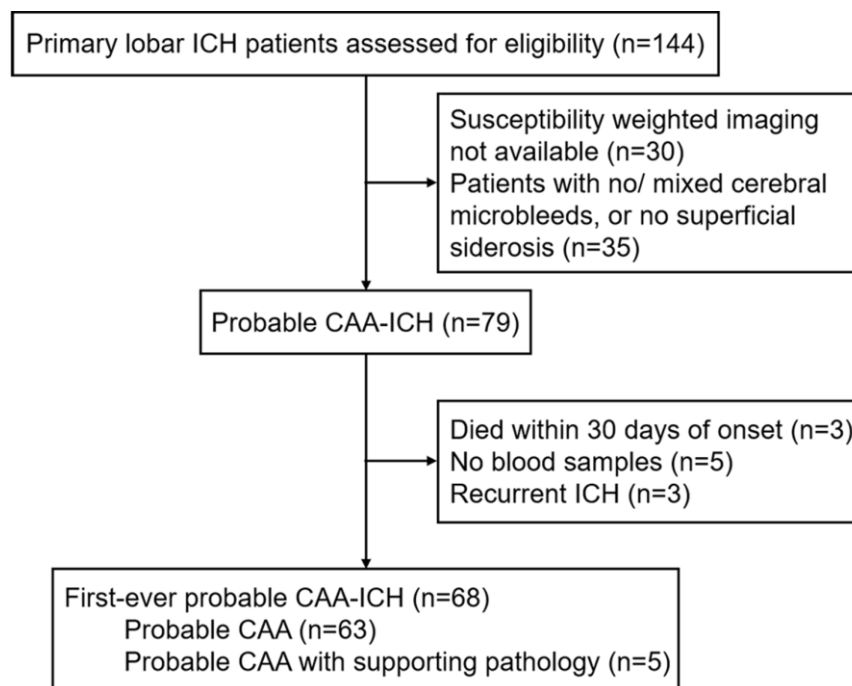 Primary lobar ICH patients assessed for eligibility (n=144)
Susceptibility weighted imaging
not available (n=30)
Patients with no/ mixed cerebral
microbleeds, or no superficial
siderosis (n=35)
Probable CAA-ICH (n=79)
Died within 30 days of onset (n=3)
No blood samples (n=5)
Recurrent ICH (n=3)
First-ever probable CAA-ICH (n=68)
Probable CAA (n=63)
Probable CAA with supporting pathology (n=5)